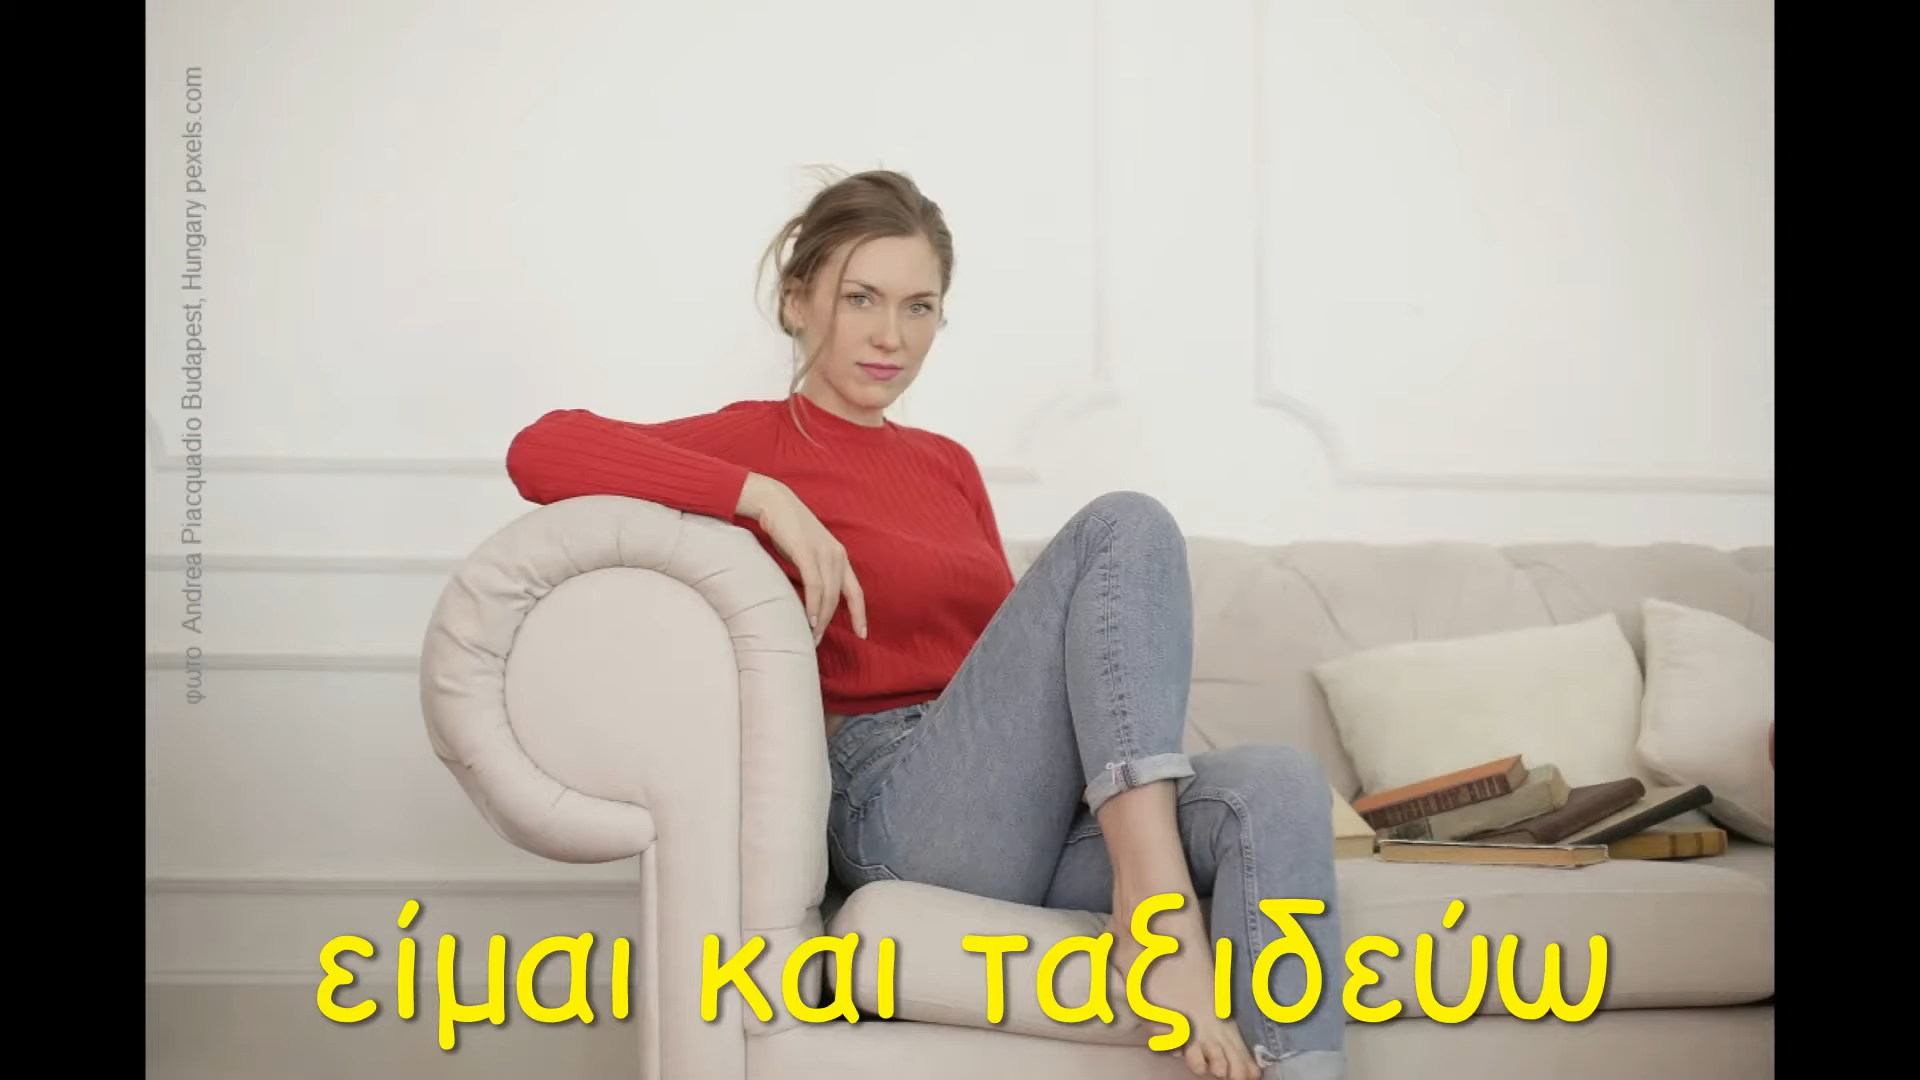 φωτο Andrea Piacquadio Budapest, Hungary pexels.com
είμαι και ταξιδεύω